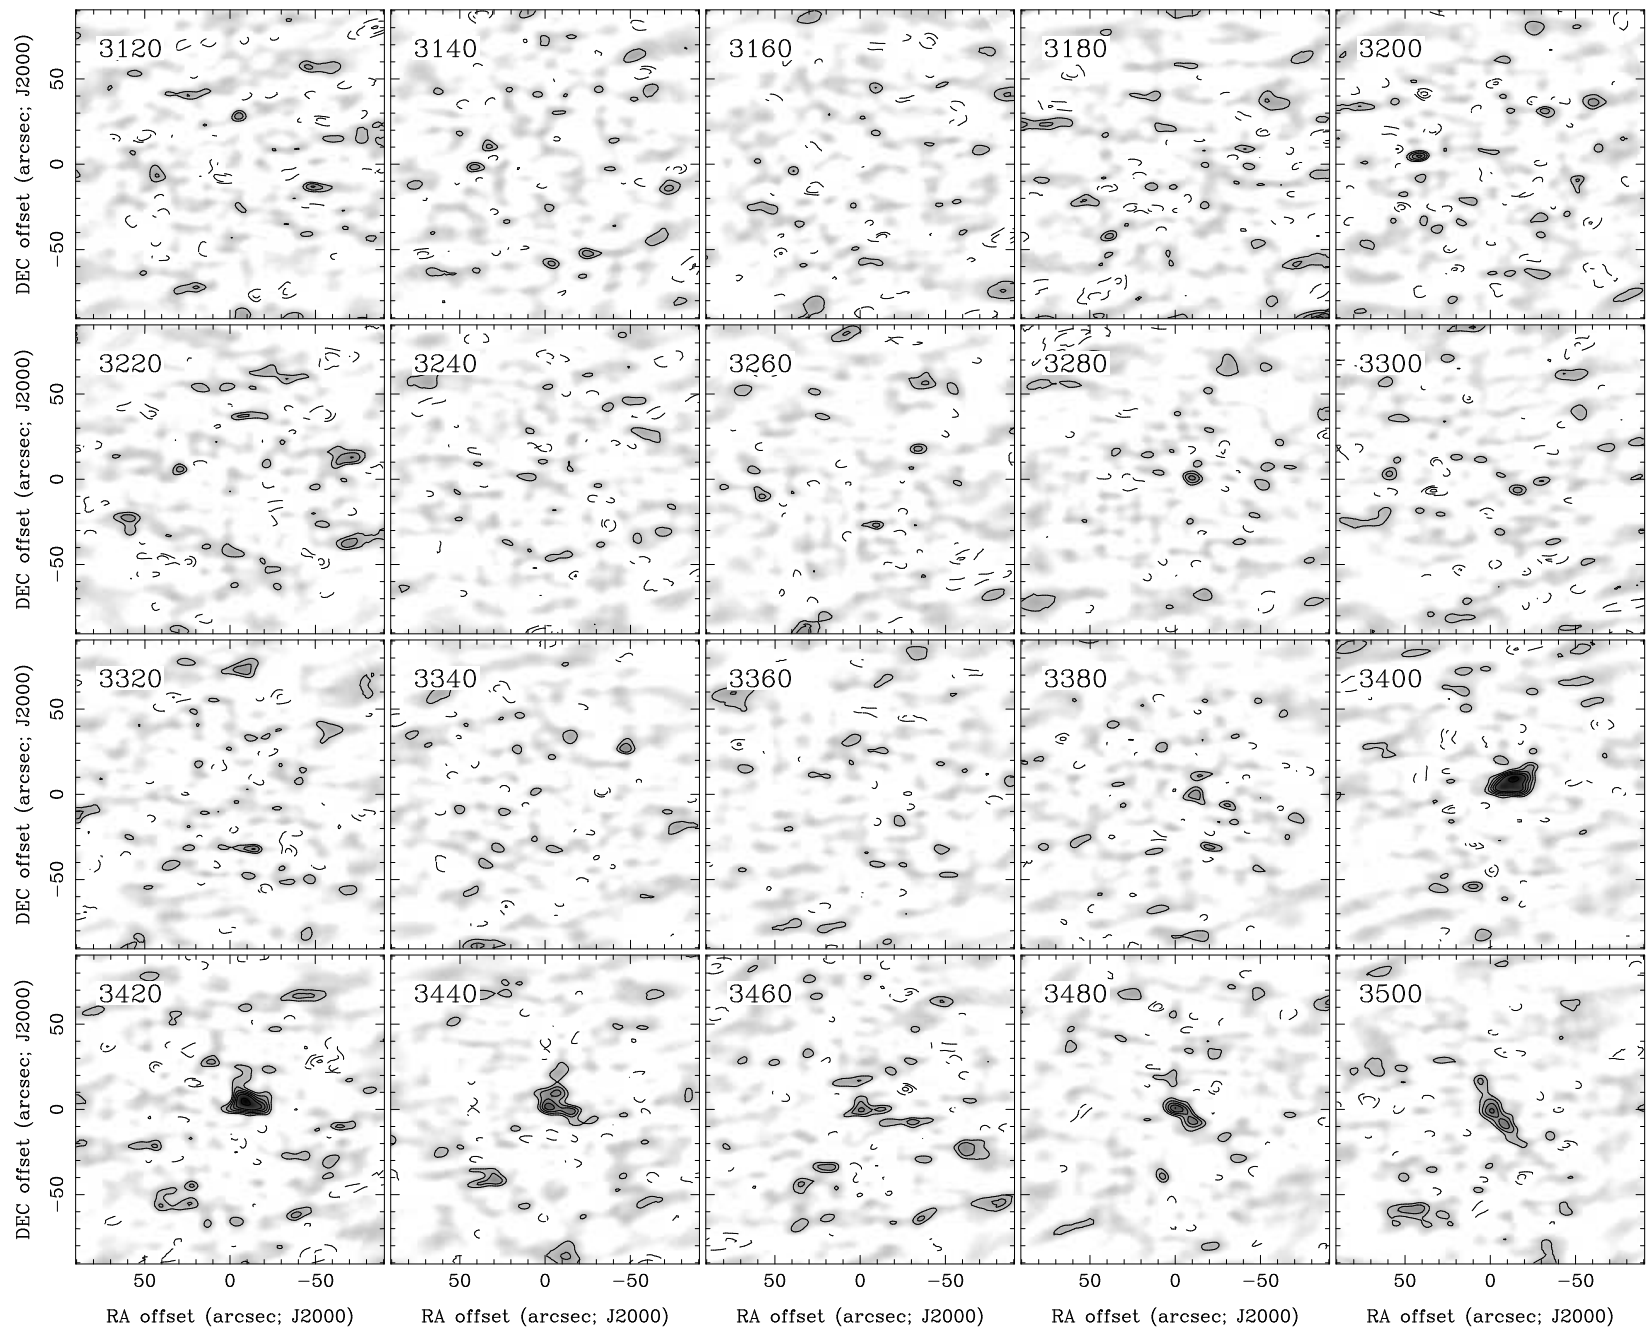 3120 3140 3160 3180 3200
DEC offset (arcsec; J2000) 50 0 −50
3220 3240 3260 3280 3300
DEC offset (arcsec; J2000) 50 0 −50
3320 3340 3360 3380 3400
DEC offset (arcsec; J2000) 50 0 −50
3420 3440 3460 3480 3500
DEC offset (arcsec; J2000) 50 0 −50
50 0 −50 50 0 −50 50 0 −50 50 0 −50 50 0 −50
RA offset (arcsec; J2000) RA offset (arcsec; J2000) RA offset (arcsec; J2000) RA offset (arcsec; J2000) RA offset (arcsec; J2000)